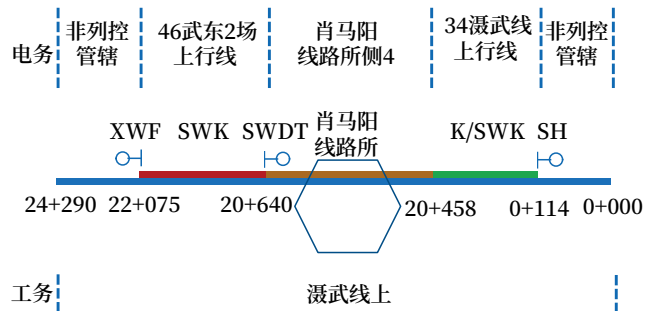 电务
非列控
管辖
46武东2场
上行线
肖马阳
线路所侧4
34滠武线
上行线
非列控
管辖
XWF SWK SWDT
肖马阳
线路所
K/SWK SH
24+290 22+075 20+640 20+458 0+114 0+000
工务
滠武线上